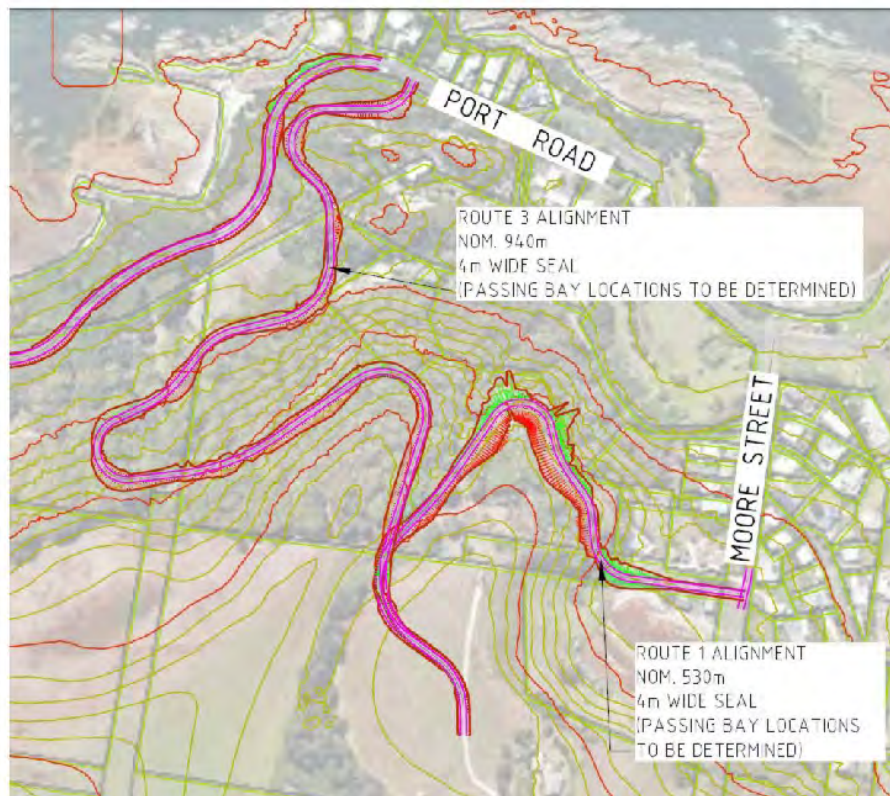 PORT ROAD
ROUTE 3 ALIGNMENT
NOM. 940m
4m WIDE SEAL
(PASSING BAY LOCATIONS TO BE DETERMINED)
MOORE STREET
ROUTE 1 ALIGNMENT
NOM. 530m
4m WIDE SEAL
(PASSING BAY LOCATIONS
TO BE DETERMINED)